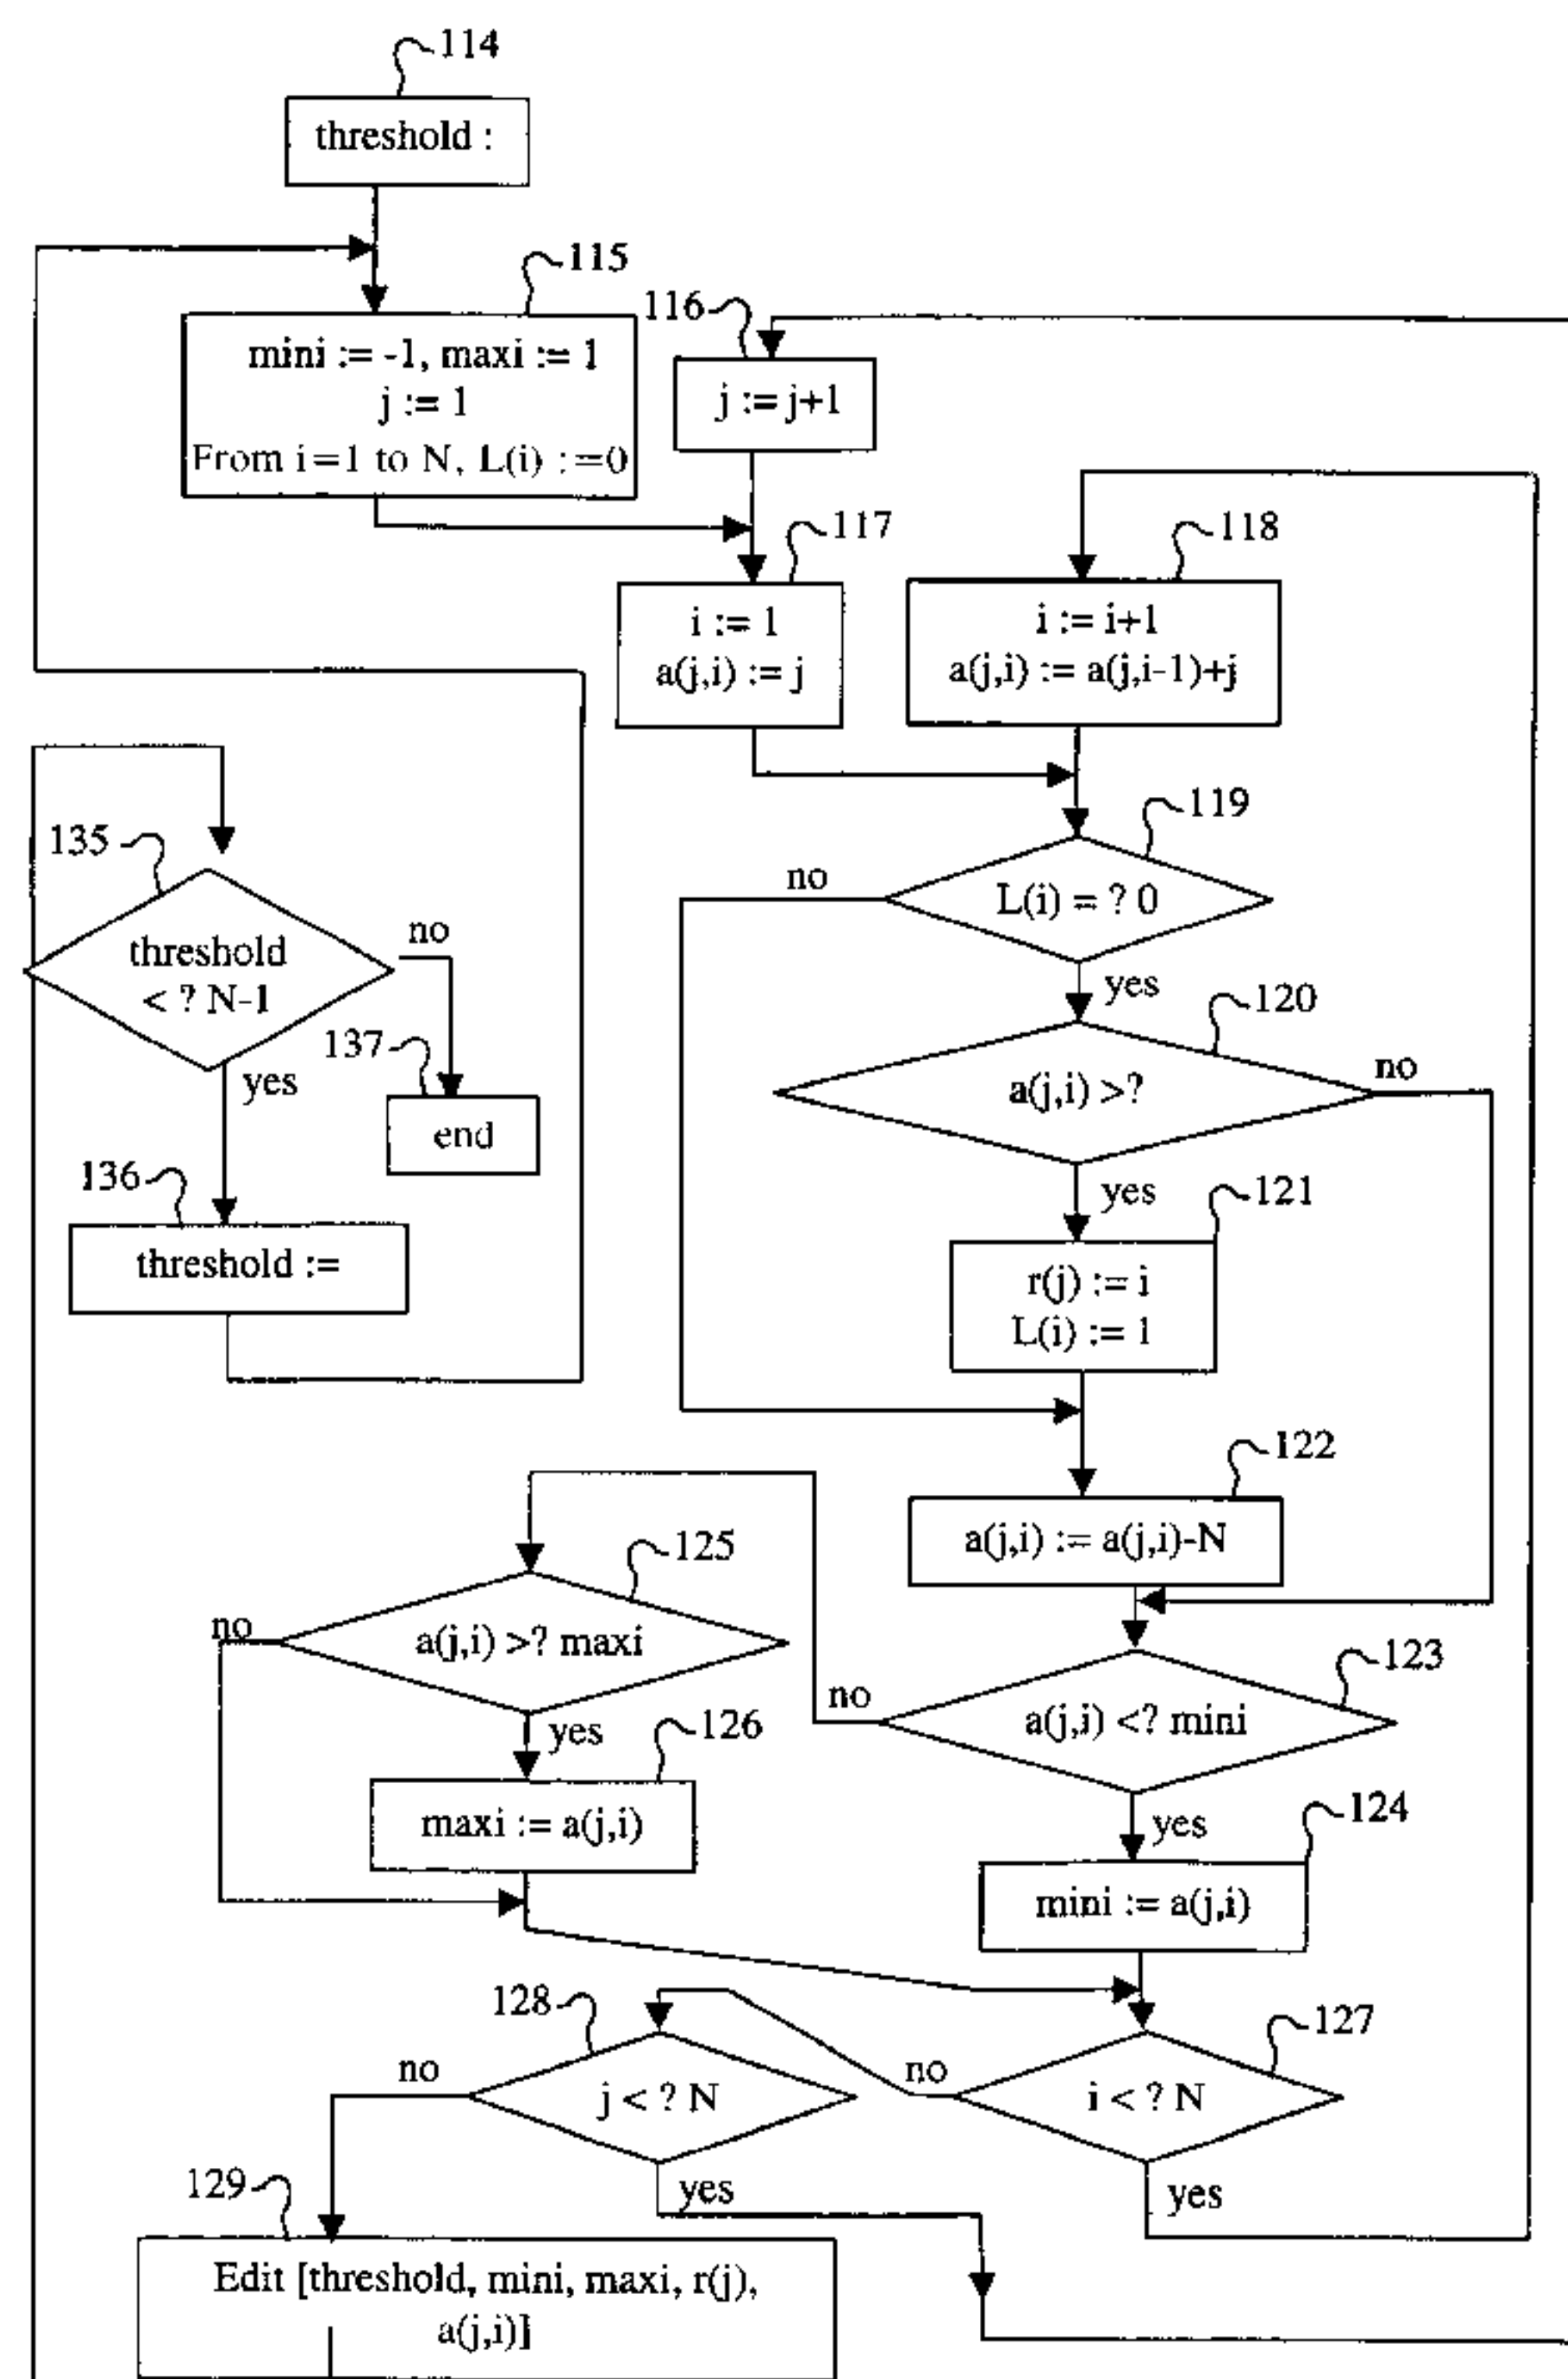 114
threshold :
115
mini := -1, maxi := 1
j := 1
From i=1 to N, L(i) :=0
116
j := j+1
117
i := 1
a(j,i) := j
118
i := i+1
a(j,i) := a(j,i-1)+j
119
L(i) = ? 0
no
yes
120
a(j,i) >?
no
yes
121
r(j) := i
L(i) := 1
122
a(j,i) := a(j,i)-N
123
a(j,i) <? mini
no
yes
124
mini := a(j,i)
125
a(j,i) >? maxi
no
yes
126
maxi := a(j,i)
127
i < ? N
no
yes
128
j < ? N
no
yes
129
Edit [threshold, mini, maxi, r(j),
a(j,i)]
135
threshold
< ? N-1
no
yes
137
end
136
threshold :=